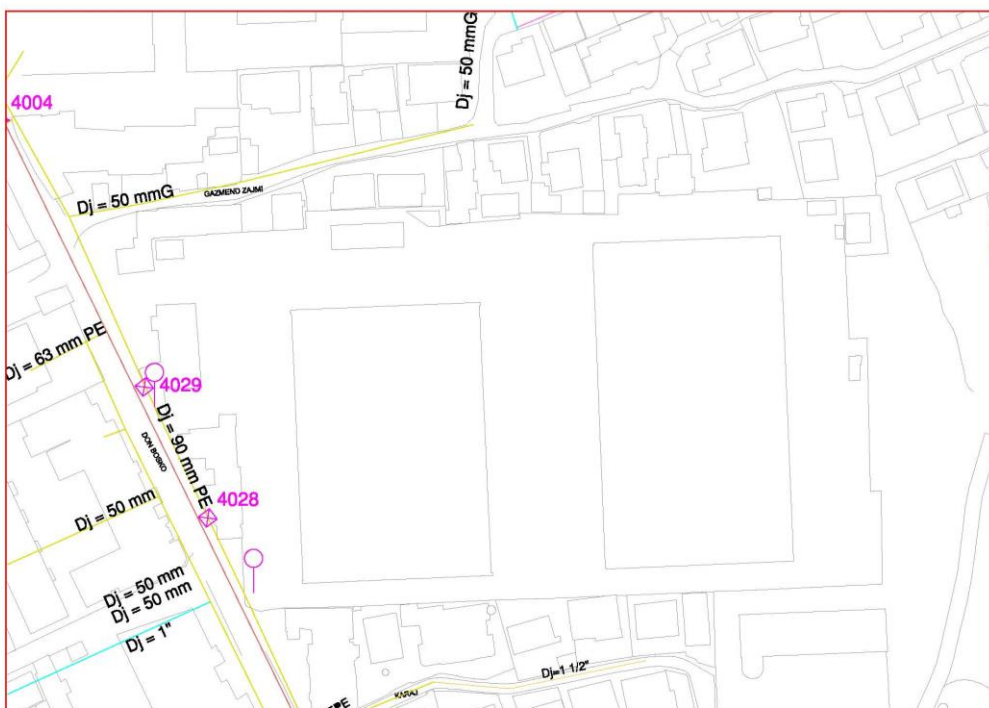 4004
Dj = 50 mmG
Dj = 50 mmG
GAZMEND ZAJMI
Dj = 63 mm PE
4029
Dj = 90 mm PE
DON BOSKO
4028
Dj = 50 mm
Dj = 50 mm
Dj = 50 mm
Dj = 1"
Dj=1 1/2"
KARAJ